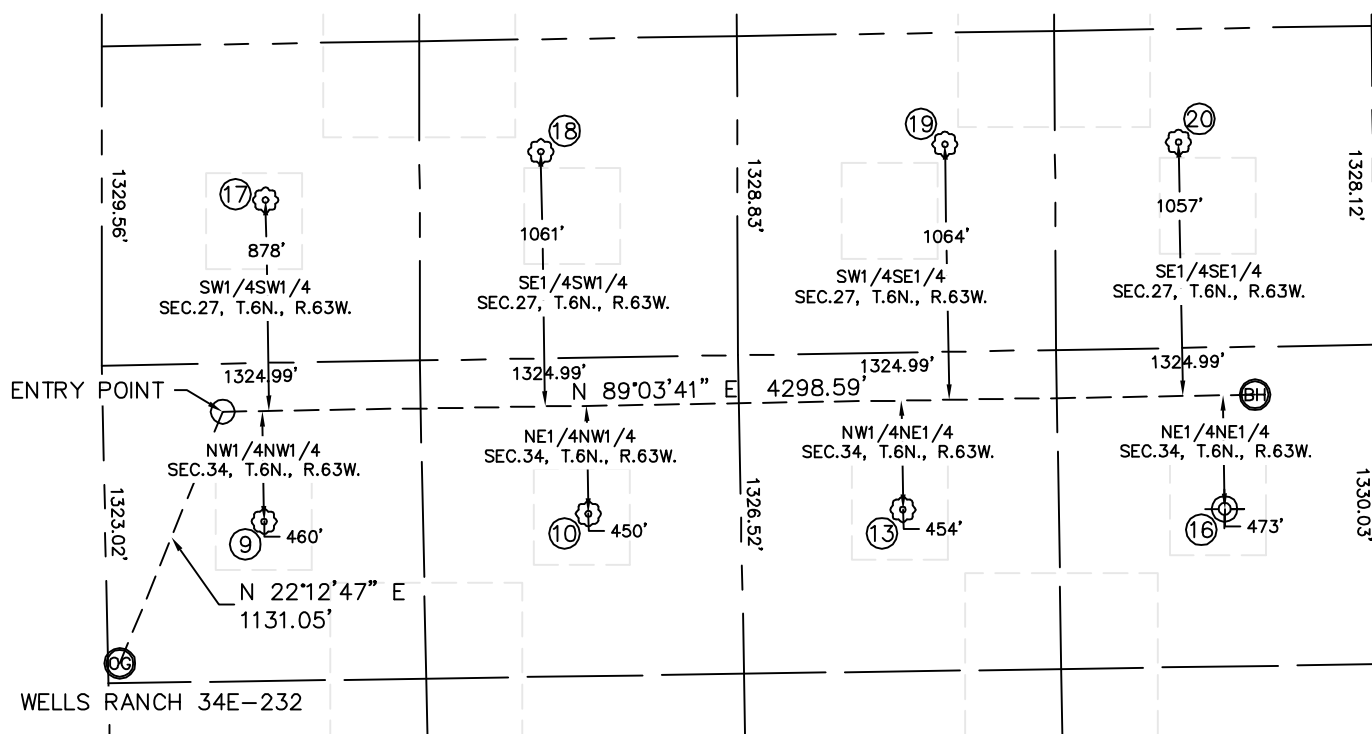 18
19
20
17
1329.56'
1328.83'
1328.12'
878'
1061'
1064'
1057'
SW1/4SW1/4
SEC.27, T.6N., R.63W.
SE1/4SW1/4
SEC.27, T.6N., R.63W.
SW1/4SE1/4
SEC.27, T.6N., R.63W.
SE1/4SE1/4
SEC.27, T.6N., R.63W.
1324.99'
1324.99'
1324.99'
1324.99'
ENTRY POINT
N 89°03'41" E 4298.59'
BH
NW1/4NW1/4
SEC.34, T.6N., R.63W.
NE1/4NW1/4
SEC.34, T.6N., R.63W.
NW1/4NE1/4
SEC.34, T.6N., R.63W.
NE1/4NE1/4
SEC.34, T.6N., R.63W.
1323.02'
1326.52'
1330.03'
9
460'
10
450'
13
454'
16
473'
N 22°12'47" E
1131.05'
OG
WELLS RANCH 34E-232